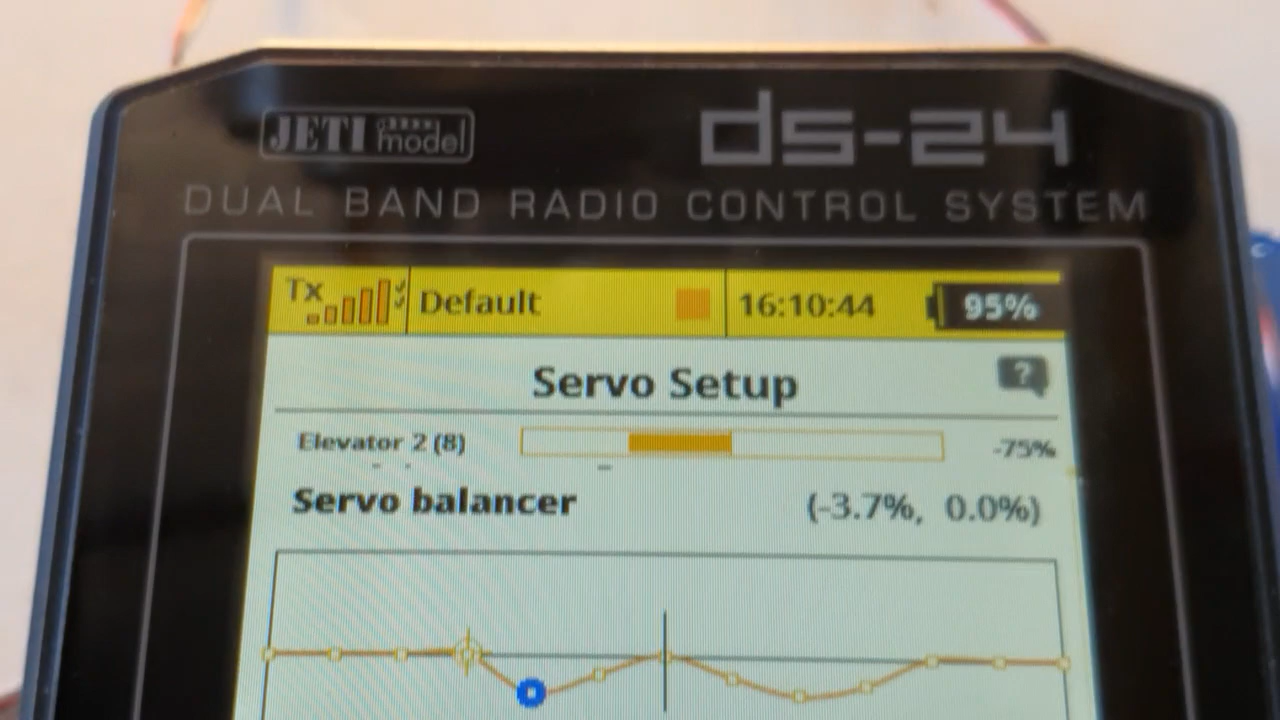 JETI model
ds-24
DUAL BAND RADIO CONTROL SYSTEM
Tx Default 16:10:44 95%
Servo Setup ?
Elevator 2 (8) -75%
Servo balancer (-3.7%, 0.0%)